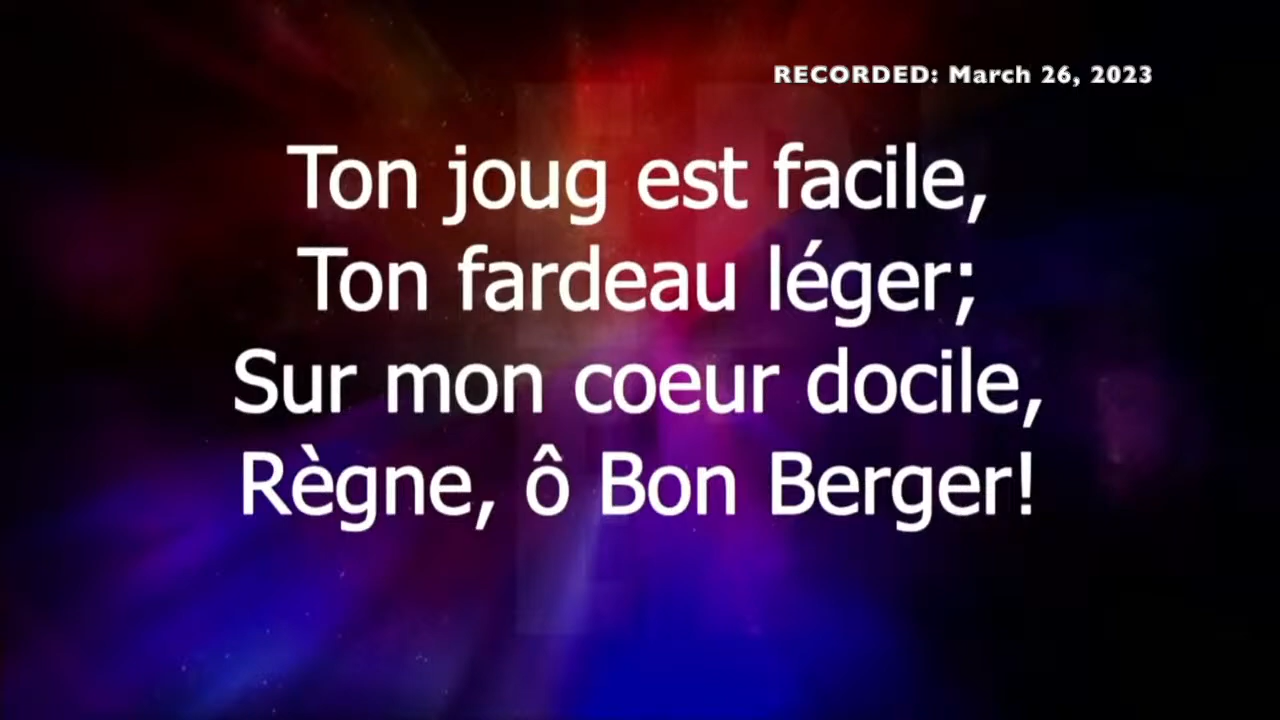 RECORDED: March 26, 2023
Ton joug est facile,
Ton fardeau léger;
Sur mon coeur docile,
Règne, ô Bon Berger!